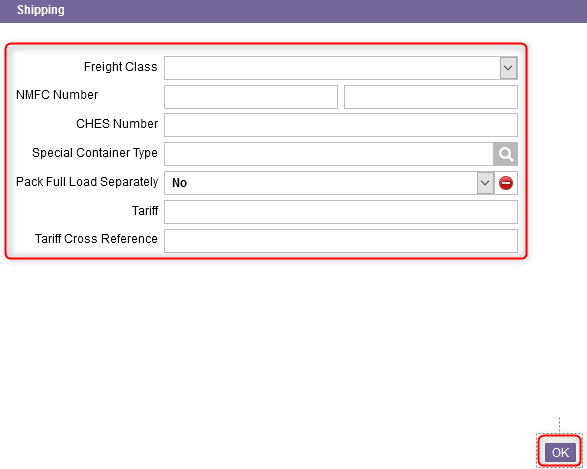 Shipping
Freight Class
NMFC Number
CHES Number
Special Container Type
Pack Full Load Separately No
Tariff
Tariff Cross Reference
OK